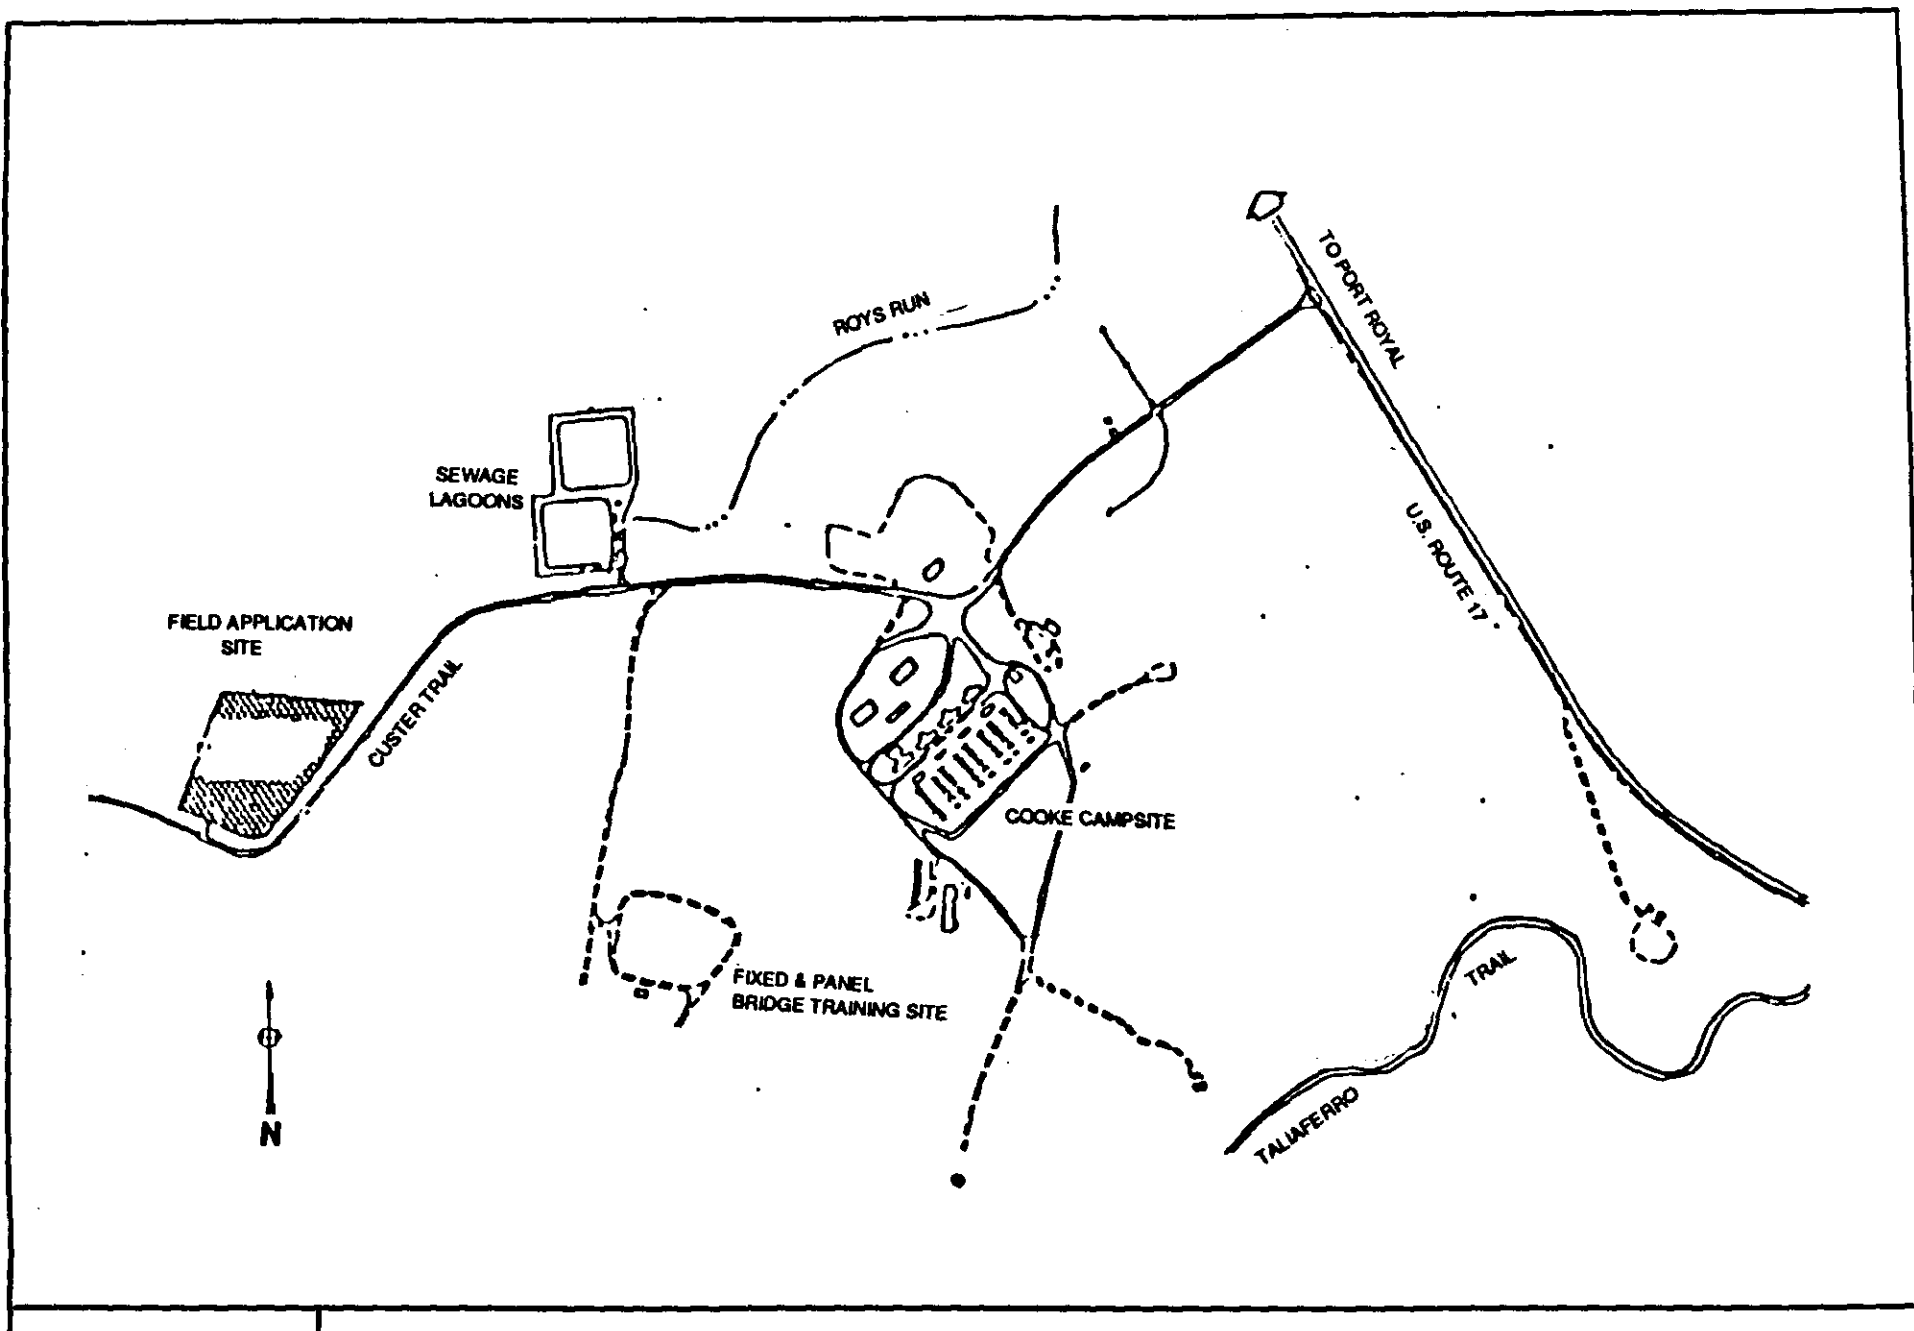 TO PORT ROYAL
ROYS RUN
SEWAGE
LAGOONS
U.S. ROUTE 17
FIELD APPLICATION
SITE
CUSTER TRAIL
COOKE CAMPSITE
FIXED & PANEL
BRIDGE TRAINING SITE
TALIAFERRO TRAIL
N